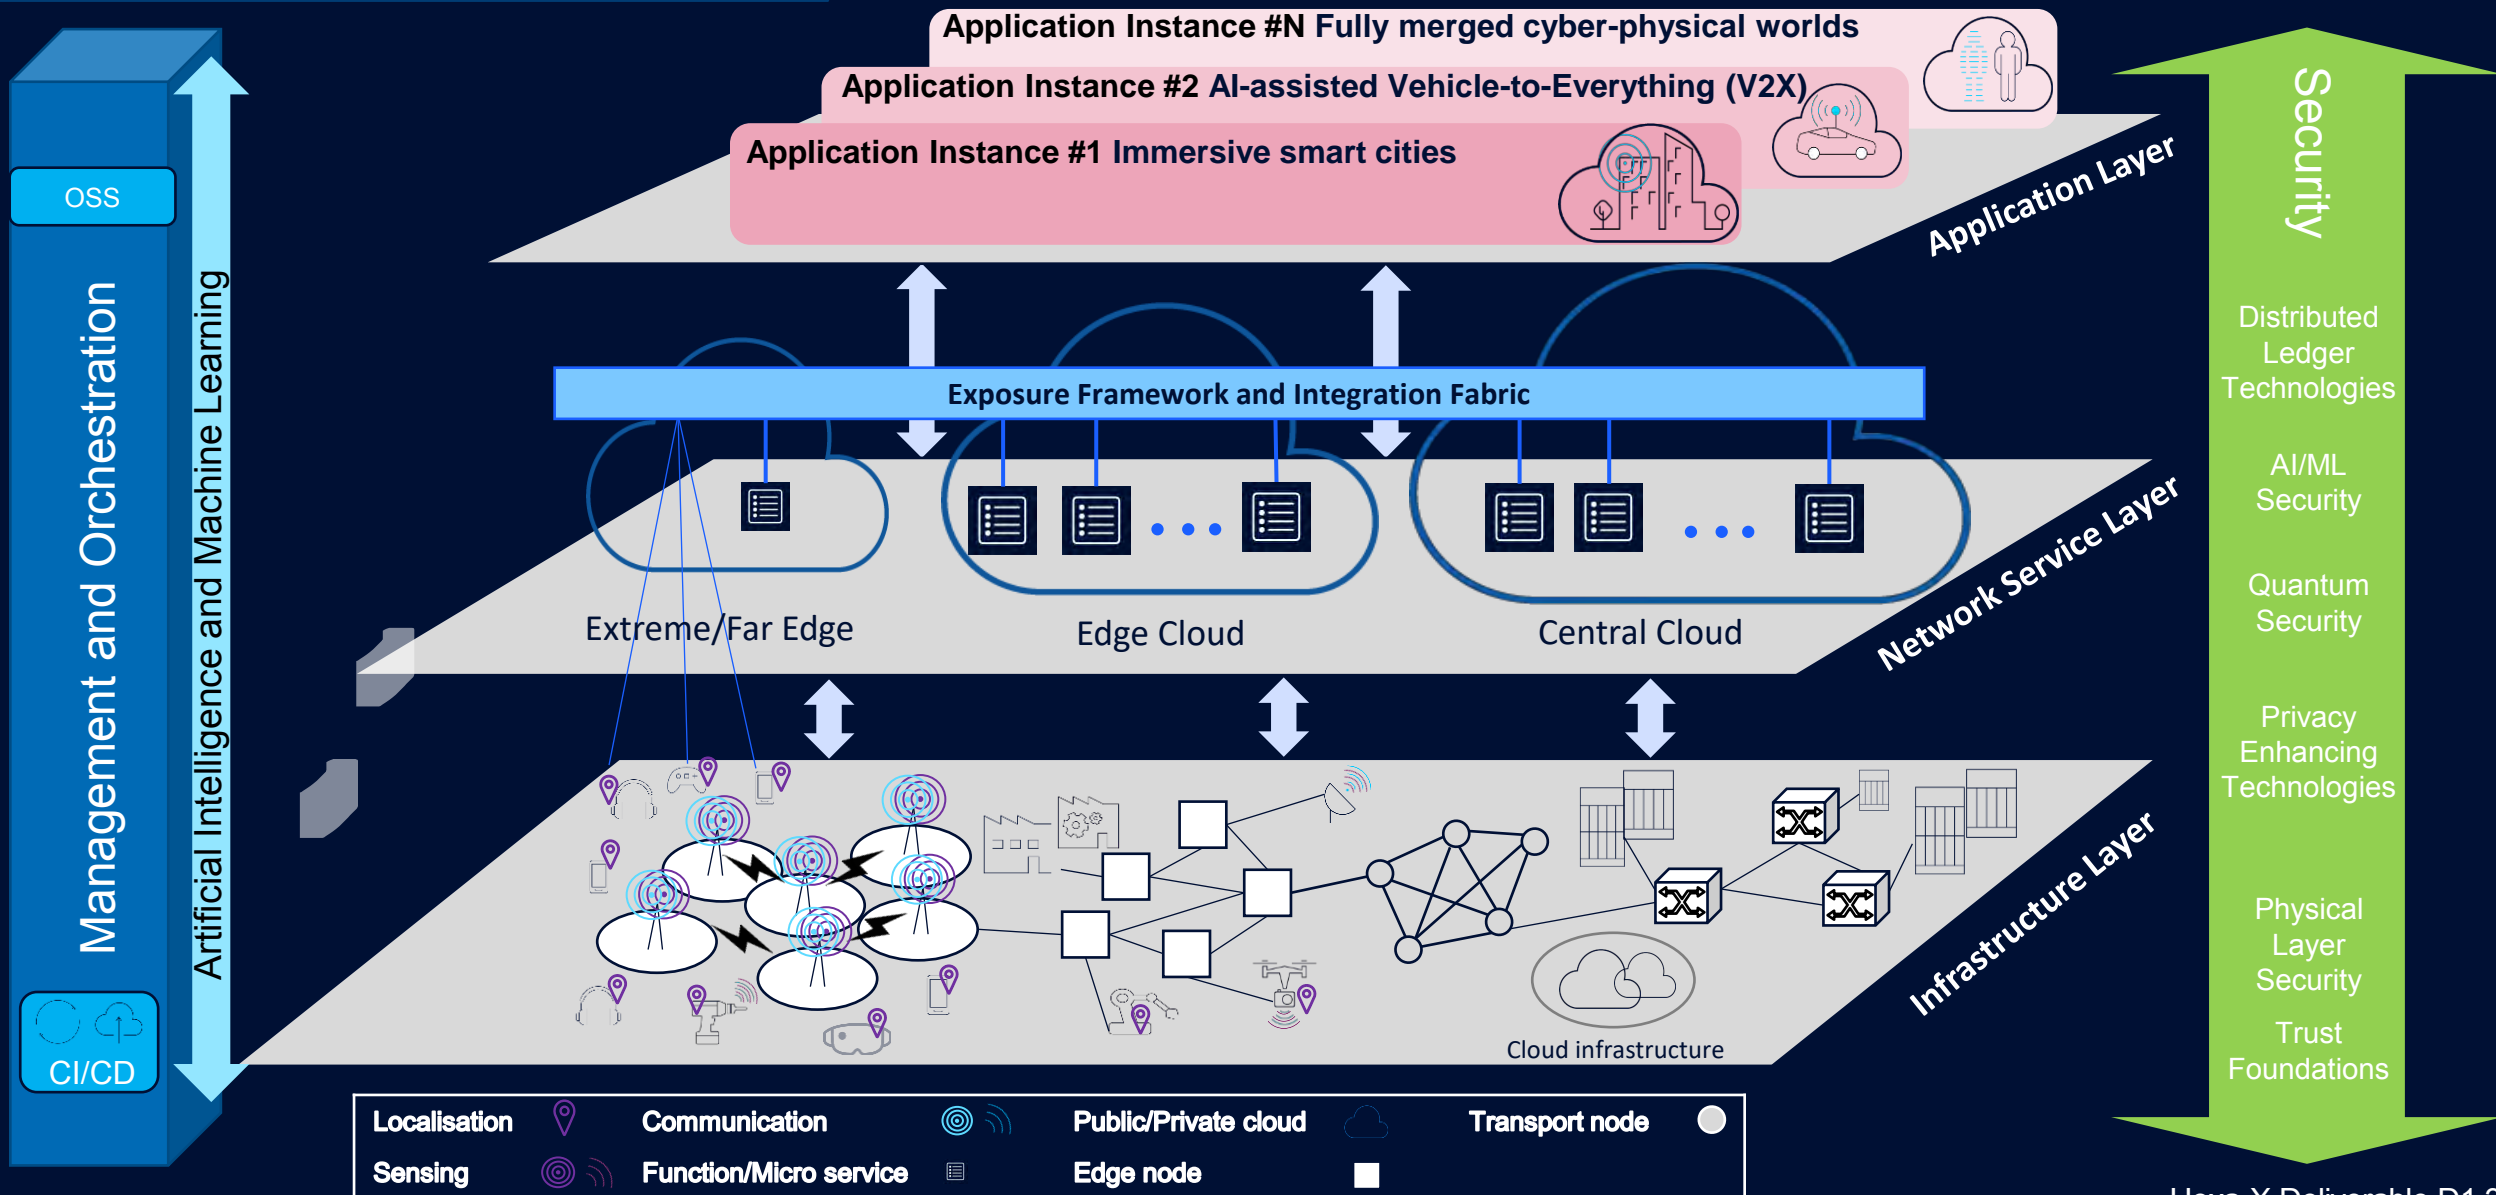 Application Instance #N Fully merged cyber-physical worlds
Application Instance #2 AI-assisted Vehicle-to-Everything (V2X)
Application Instance #1 Immersive smart cities
Application Layer
OSS
Management and Orchestration
Artificial Intelligence and Machine Learning
CI/CD
Exposure Framework and Integration Fabric
Extreme/Far Edge
Edge Cloud
Central Cloud
Network Service Layer
Cloud infrastructure
Infrastructure Layer
Security
Distributed
Ledger
Technologies
AI/ML
Security
Quantum
Security
Privacy
Enhancing
Technologies
Physical
Layer
Security
Trust
Foundations
Localisation
Communication
Public/Private cloud
Transport node
Sensing
Function/Micro service
Edge node